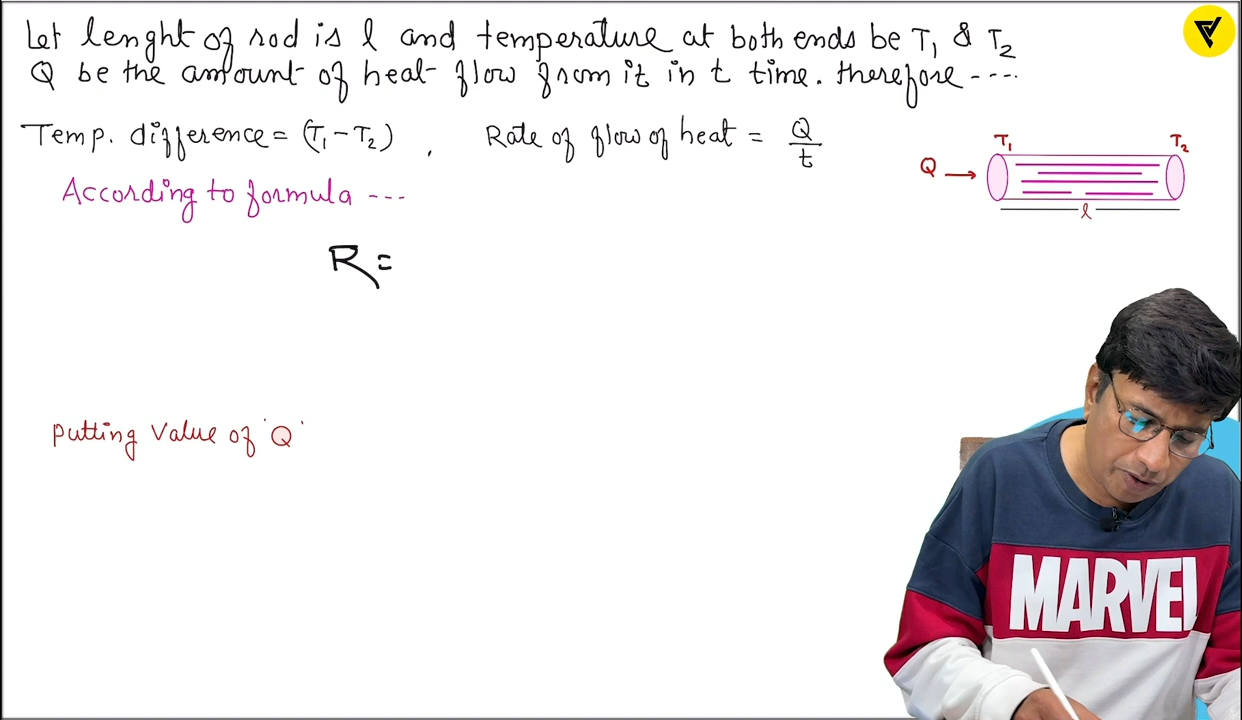 Let lenght of rod is l and temperature at both ends be T₁ & T₂
Q be the amount of heat flow from it in t time. therefore ----
Temp. difference = (T₁ - T₂) , Rate of flow of heat = Q/t
T₁ T₂
Q →
l
According to formula ---
R =
Putting Value of 'Q'
MARVEL